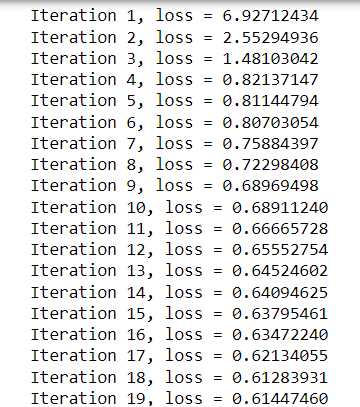 Iteration 1, loss = 6.92712434
Iteration 2, loss = 2.55294936
Iteration 3, loss = 1.48103042
Iteration 4, loss = 0.82137147
Iteration 5, loss = 0.81144794
Iteration 6, loss = 0.80703054
Iteration 7, loss = 0.75884397
Iteration 8, loss = 0.72298408
Iteration 9, loss = 0.68969498
Iteration 10, loss = 0.68911240
Iteration 11, loss = 0.66665728
Iteration 12, loss = 0.65552754
Iteration 13, loss = 0.64524602
Iteration 14, loss = 0.64094625
Iteration 15, loss = 0.63795461
Iteration 16, loss = 0.63472240
Iteration 17, loss = 0.62134055
Iteration 18, loss = 0.61283931
Iteration 19, loss = 0.61447460